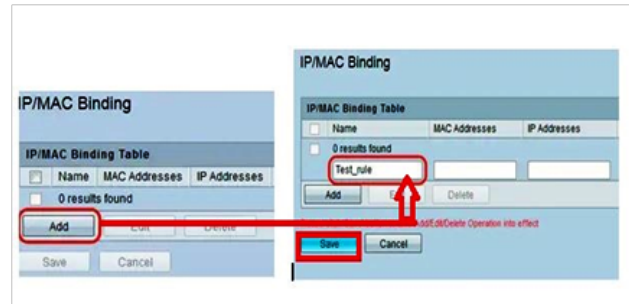 IP/MAC Binding
IP/MAC Binding Table
Name MAC Addresses IP Addresses
0 results found
Add Edit Delete
Save Cancel
IP/MAC Binding
IP/MAC Binding Table
Name MAC Addresses IP Addresses
0 results found
Test_rule
Add Delete
Add/Edit/Delete Operation into effect
Save Cancel